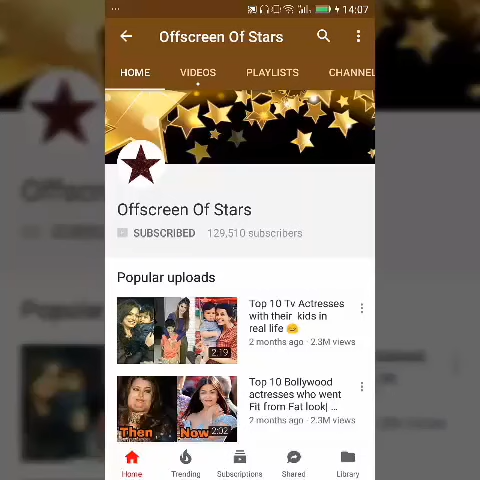 14:07
Offscreen Of Stars
HOME VIDEOS PLAYLISTS CHANNEL
Offscreen Of Stars
SUBSCRIBED 129,510 subscribers
Popular uploads
Top 10 Tv Actresses
with their kids in
real life 😊
2 months ago · 2.3M views
2:19
Top 10 Bollywood
actresses who went
Fit from Fat look| ...
2 months ago · 2.3M views
Then Now 2:02
Home Trending Subscriptions Shared Library